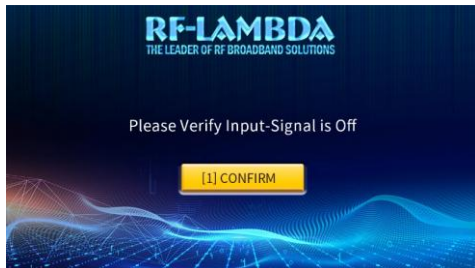 RF-LAMBDA
THE LEADER OF RF BROADBAND SOLUTIONS
Please Verify Input-Signal is Off
[1] CONFIRM